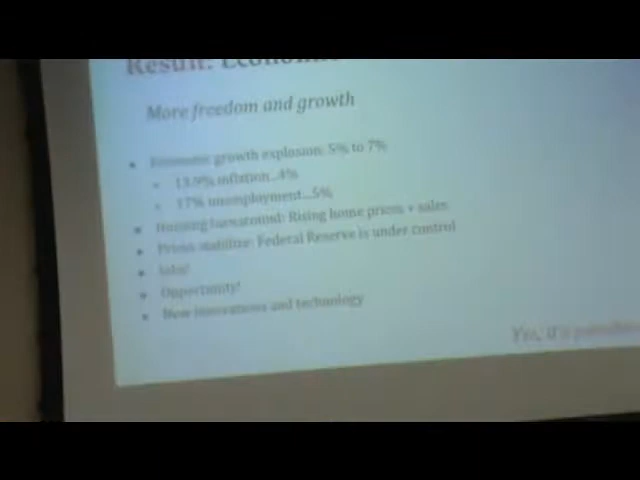 Result: Economic
More freedom and growth
Economic growth explosion: 5% to 7%
13.9% inflation...4%
17% unemployment...5%
Housing turnaround: Rising home prices + sales
Prices stabilize: Federal Reserve is under control
Jobs!
Opportunity!
New innovations and technology
Yes, it's